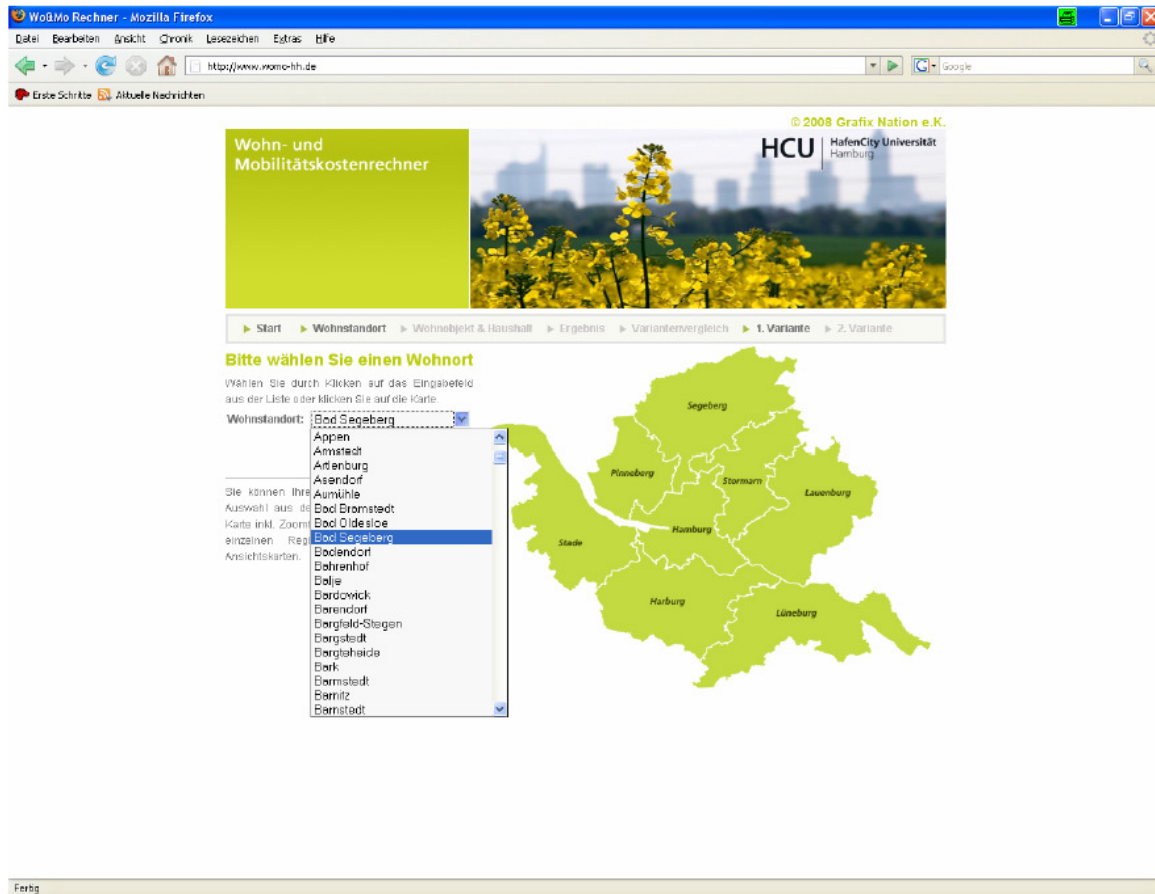 Wo&Mo Rechner - Mozilla Firefox
Datei Bearbeiten Ansicht Chronik Lesezeichen Extras Hilfe
http://www.womo-hh.de
Google
Erste Schritte Aktuelle Nachrichten
© 2008 Grafix Nation e.K.
Wohn- und
Mobilitätskostenrechner
HCU HafenCity Universität
Hamburg
Start Wohnstandort Wohnobjekt & Haushalt Ergebnis Variantenvergleich 1. Variante 2. Variante
Bitte wählen Sie einen Wohnort
Wählen Sie durch Klicken auf das Eingabefeld
aus der Liste oder klicken Sie auf die Karte.
Wohnstandort: Bad Segeberg
Appen
Armstedt
Artlenburg
Asendorf
Aumühle
Bad Bramstedt
Bad Oldesloe
Bad Segeberg
Badendorf
Bahrenhof
Balje
Bardowick
Barendorf
Bargfeld-Stegen
Bargstedt
Bargteheide
Bark
Barmstedt
Barnitz
Barnstedt
Sie können Ihre
Auswahl aus de
Karte inkl. Zoomf
einzelnen Reg
Ansichtskarten.
Segeberg
Pinneberg
Stormarn
Lauenburg
Hamburg
Stade
Harburg
Lüneburg
Fertig